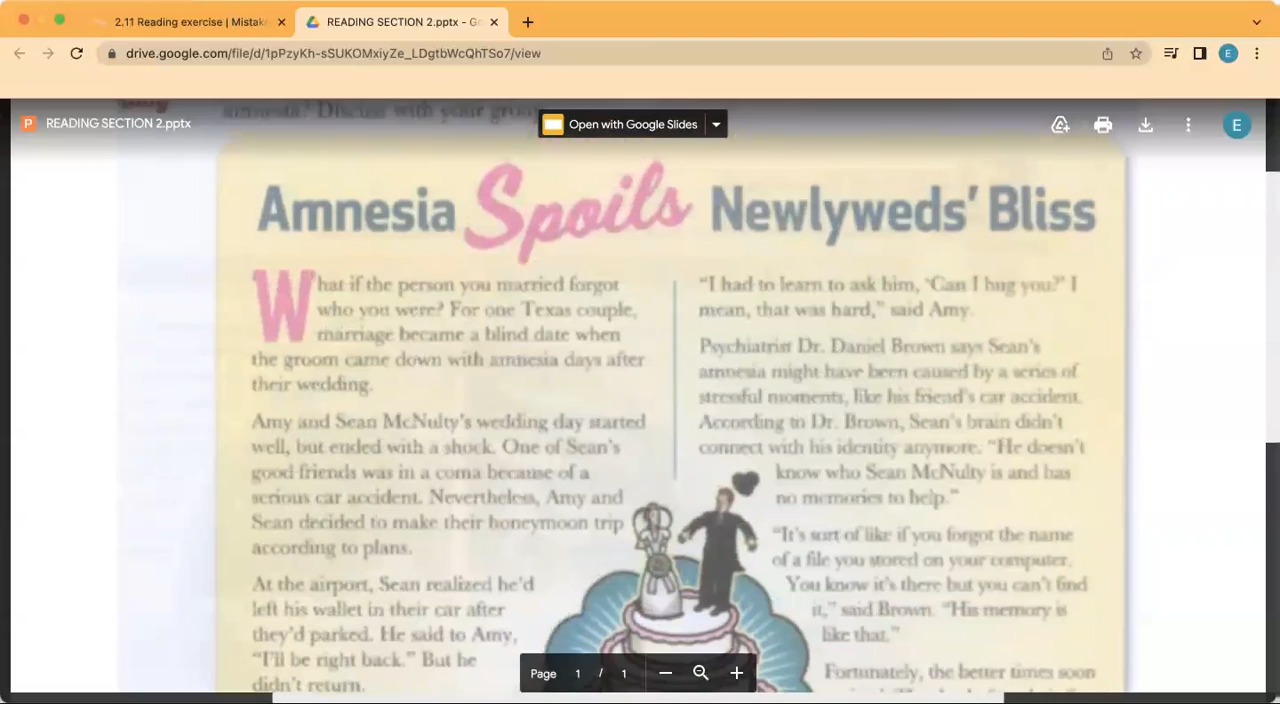 2.11 Reading exercise | Mistak
READING SECTION 2.pptx - Go
drive.google.com/file/d/1pPzyKh-sSUKOMxiyZe_LDgtbWcQhTSo7/view
E
amnesia? Discuss with your group
READING SECTION 2.pptx
Open with Google Slides
E
Amnesia Spoils Newlyweds' Bliss
What if the person you married forgot
who you were? For one Texas couple,
marriage became a blind date when
the groom came down with amnesia days after
their wedding.
Amy and Sean McNulty's wedding day started
well, but ended with a shock. One of Sean's
good friends was in a coma because of a
serious car accident. Nevertheless, Amy and
Sean decided to make their honeymoon trip
according to plans.
At the airport, Sean realized he'd
left his wallet in their car after
they'd parked. He said to Amy,
"I'll be right back." But he
didn't return.
"I had to learn to ask him, 'Can I hug you?' I
mean, that was hard," said Amy.
Psychiatrist Dr. Daniel Brown says Sean's
amnesia might have been caused by a series of
stressful moments, like his friend's car accident.
According to Dr. Brown, Sean's brain didn't
connect with his identity anymore. "He doesn't
know who Sean McNulty is and has
no memories to help."
"It's sort of like if you forgot the name
of a file you stored on your computer.
You know it's there but you can't find
it," said Brown. "His memory is
like that."
Fortunately, the better times soon
Page 1 / 1